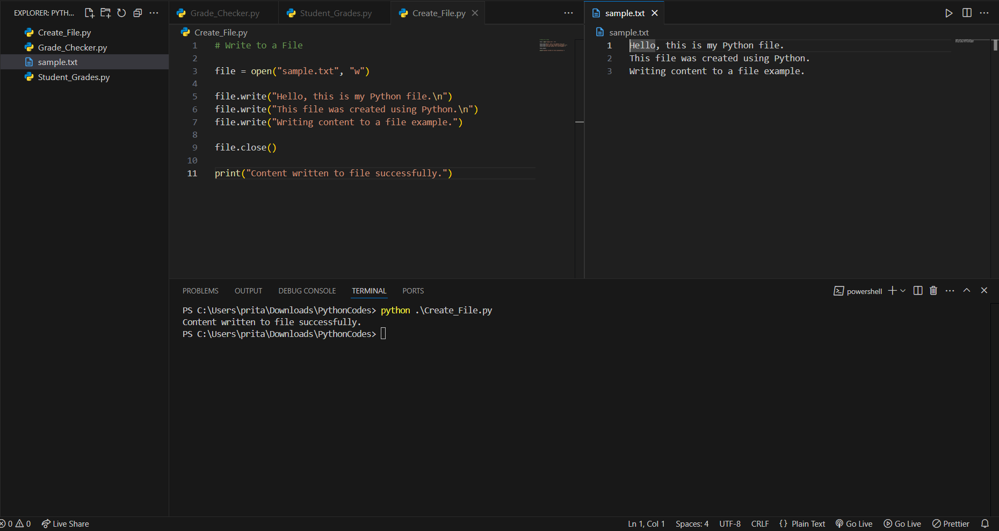 EXPLORER: PYTH...
Create_File.py
Grade_Checker.py
sample.txt
Student_Grades.py
Grade_Checker.py
Student_Grades.py
Create_File.py
Create_File.py
1 # Write to a File
2
3 file = open("sample.txt", "w")
4
5 file.write("Hello, this is my Python file.\n")
6 file.write("This file was created using Python.\n")
7 file.write("Writing content to a file example.")
8
9 file.close()
10
11 print("Content written to file successfully.")
sample.txt
sample.txt
1 Hello, this is my Python file.
2 This file was created using Python.
3 Writing content to a file example.
PROBLEMS OUTPUT DEBUG CONSOLE TERMINAL PORTS
powershell
PS C:\Users\prita\Downloads\PythonCodes> python .\Create_File.py
Content written to file successfully.
PS C:\Users\prita\Downloads\PythonCodes>
0 0 Live Share
Ln 1, Col 1 Spaces: 4 UTF-8 CRLF {} Plain Text Go Live Go Live Prettier